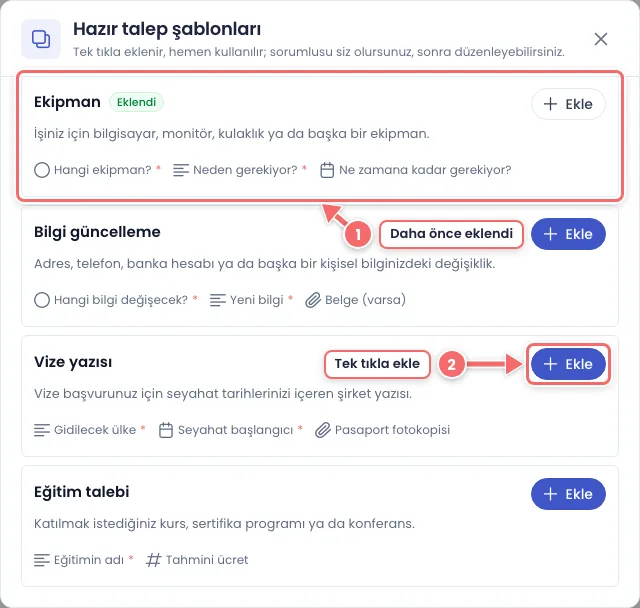 Hazır talep şablonları
Tek tıkla eklenir, hemen kullanılır; sorumlusu siz olursunuz, sonra düzenleyebilirsiniz.
Ekipman Eklendi
Ekle
İşiniz için bilgisayar, monitör, kulaklık ya da başka bir ekipman.
Hangi ekipman? * Neden gerekiyor? * Ne zamana kadar gerekiyor?
Bilgi güncelleme
1 Daha önce eklendi
Ekle
Adres, telefon, banka hesabı ya da başka bir kişisel bilginizdeki değişiklik.
Hangi bilgi değişecek? * Yeni bilgi * Belge (varsa)
Vize yazısı
Tek tıkla ekle 2
Ekle
Vize başvurunuz için seyahat tarihlerinizi içeren şirket yazısı.
Gidilecek ülke * Seyahat başlangıcı * Pasaport fotokopisi
Eğitim talebi
Ekle
Katılmak istediğiniz kurs, sertifika programı ya da konferans.
Eğitimin adı * Tahmini ücret